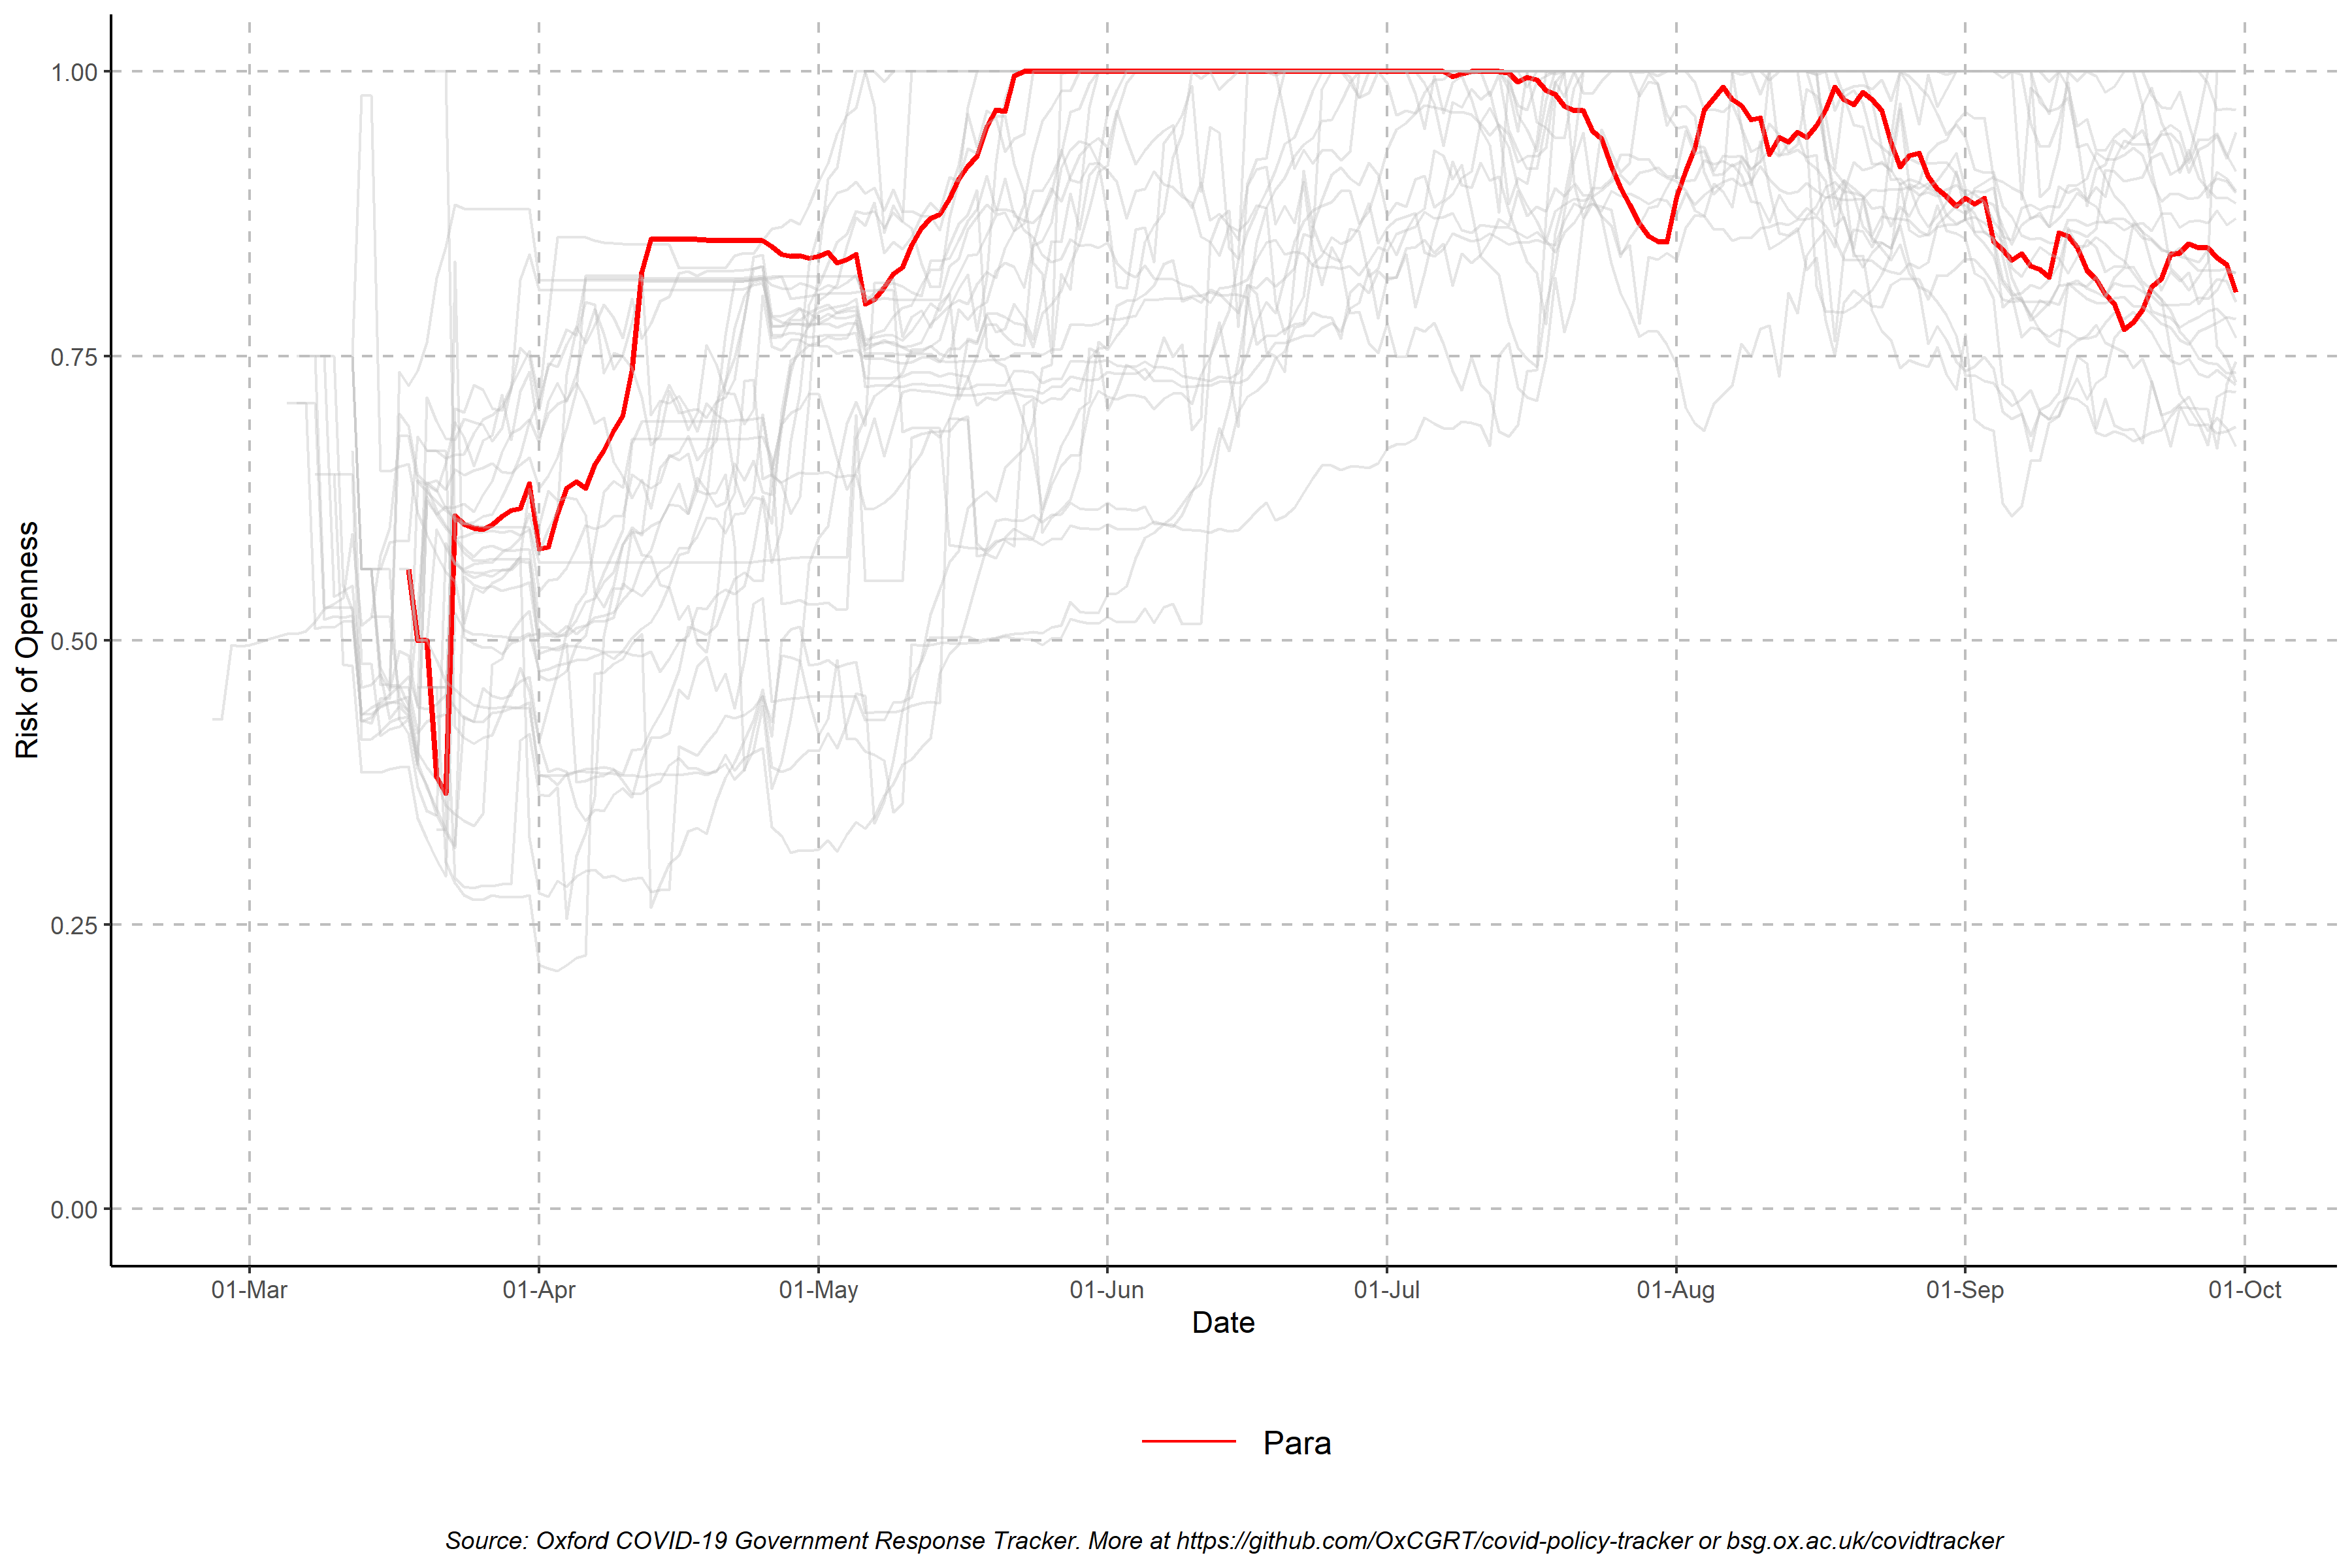 Risk of Openness
1.00
0.75
0.50
0.25
0.00
01-Mar 01-Apr 01-May 01-Jun 01-Jul 01-Aug 01-Sep 01-Oct
Date
Para
Source: Oxford COVID-19 Government Response Tracker. More at https://github.com/OxCGRT/covid-policy-tracker or bsg.ox.ac.uk/covidtracker